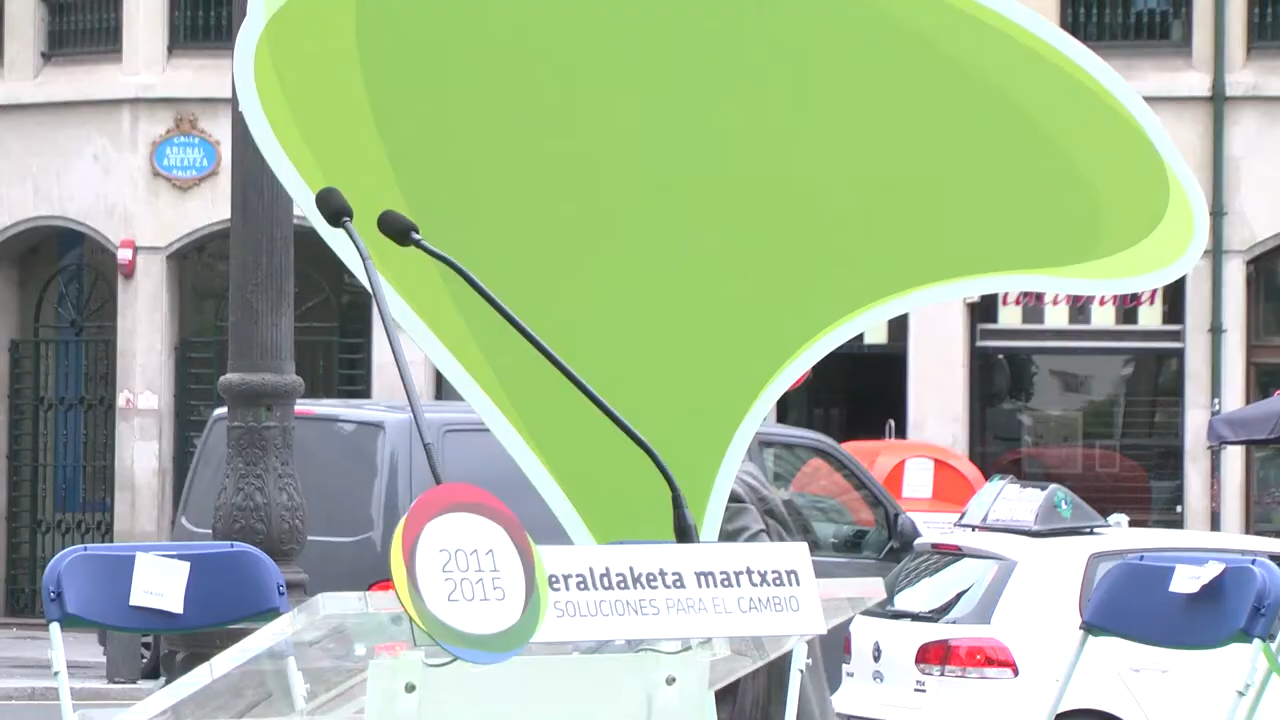 CALLE
ARENAL
AREATZA
KALEA
2011
2015
eraldaketa martxan
SOLUCIONES PARA EL CAMBIO